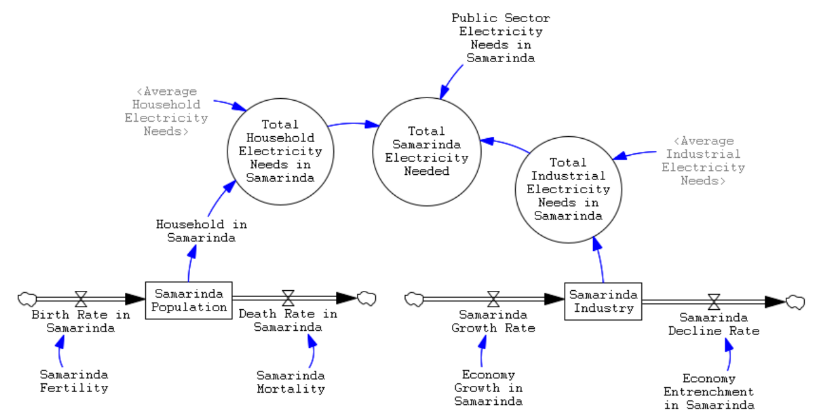 Public Sector
Electricity
Needs in
Samarinda
<Average
Household
Electricity
Needs>
Total
Household
Electricity
Needs in
Samarinda
Total
Samarinda
Electricity
Needed
Total
Industrial
Electricity
Needs in
Samarinda
<Average
Industrial
Electricity
Needs>
Household in
Samarinda
Samarinda
Population
Birth Rate in
Samarinda
Death Rate in
Samarinda
Samarinda
Fertility
Samarinda
Mortality
Samarinda
Industry
Samarinda
Growth Rate
Samarinda
Decline Rate
Economy
Growth in
Samarinda
Economy
Entrenchment
in Samarinda